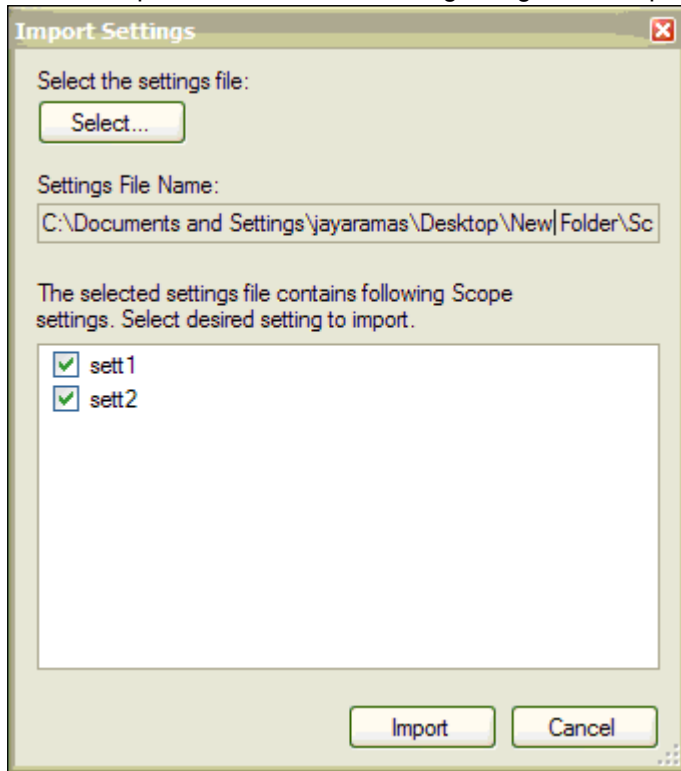 Import Settings
Select the settings file:
Select...
Settings File Name:
C:\Documents and Settings\jayaramas\Desktop\New Folder\Sc
The selected settings file contains following Scope
settings. Select desired setting to import.
sett1
sett2
Import
Cancel